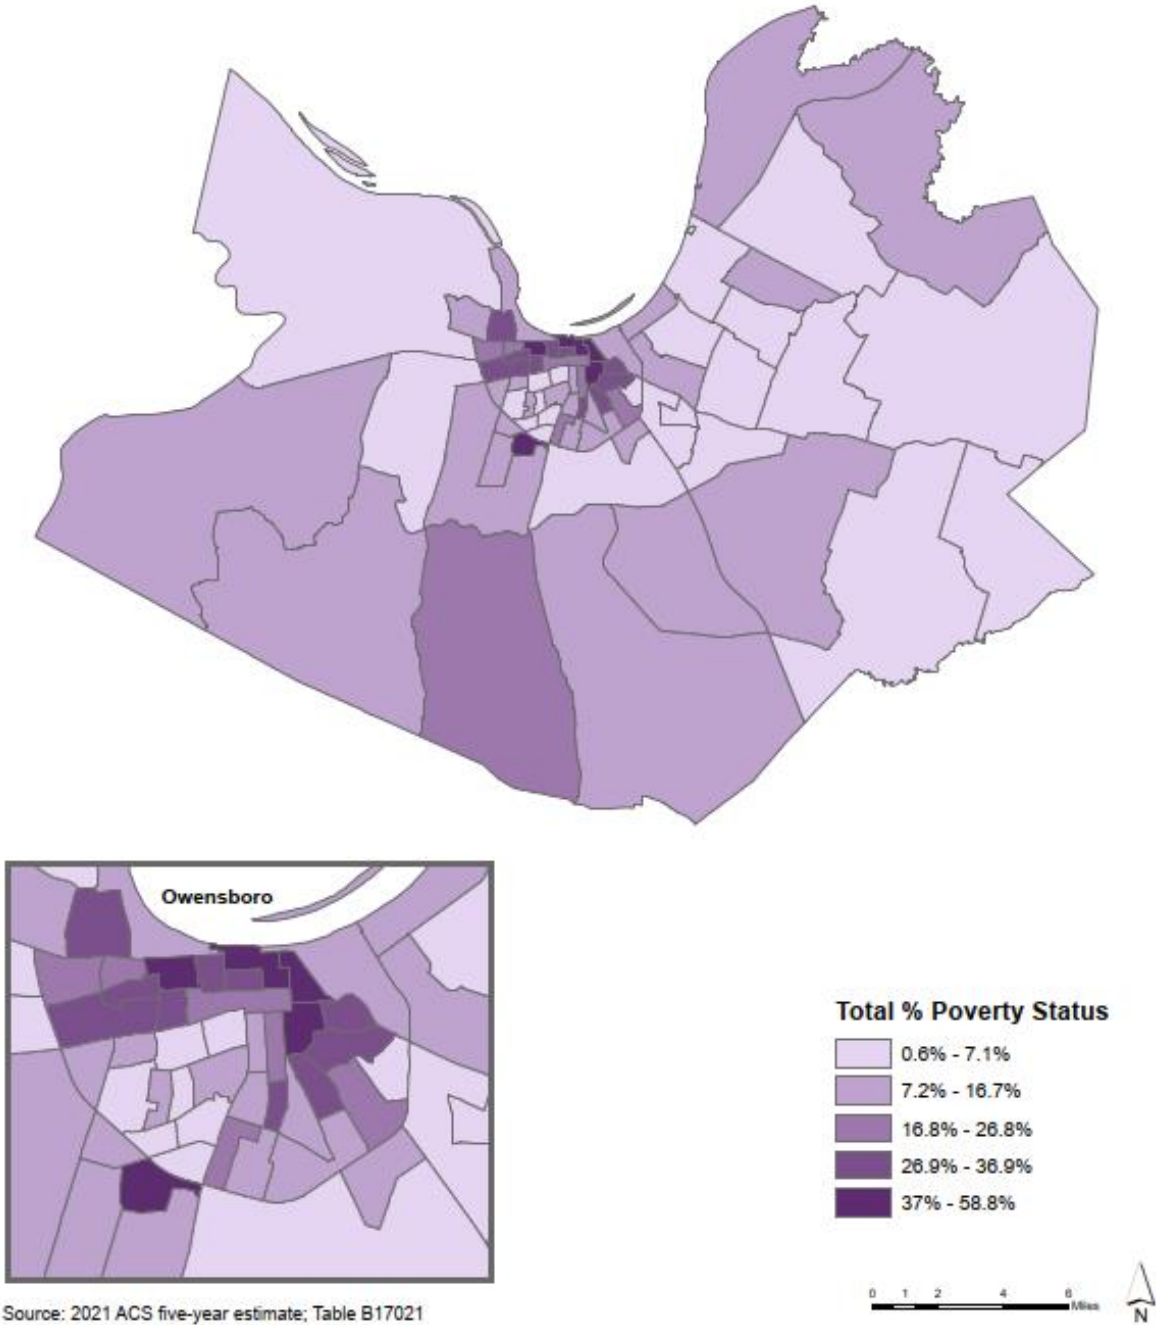 Owensboro
Total % Poverty Status
0.6% - 7.1%
7.2% - 16.7%
16.8% - 26.8%
26.9% - 36.9%
37% - 58.8%
0 1 2 4 6
Miles
N
Source: 2021 ACS five-year estimate; Table B17021